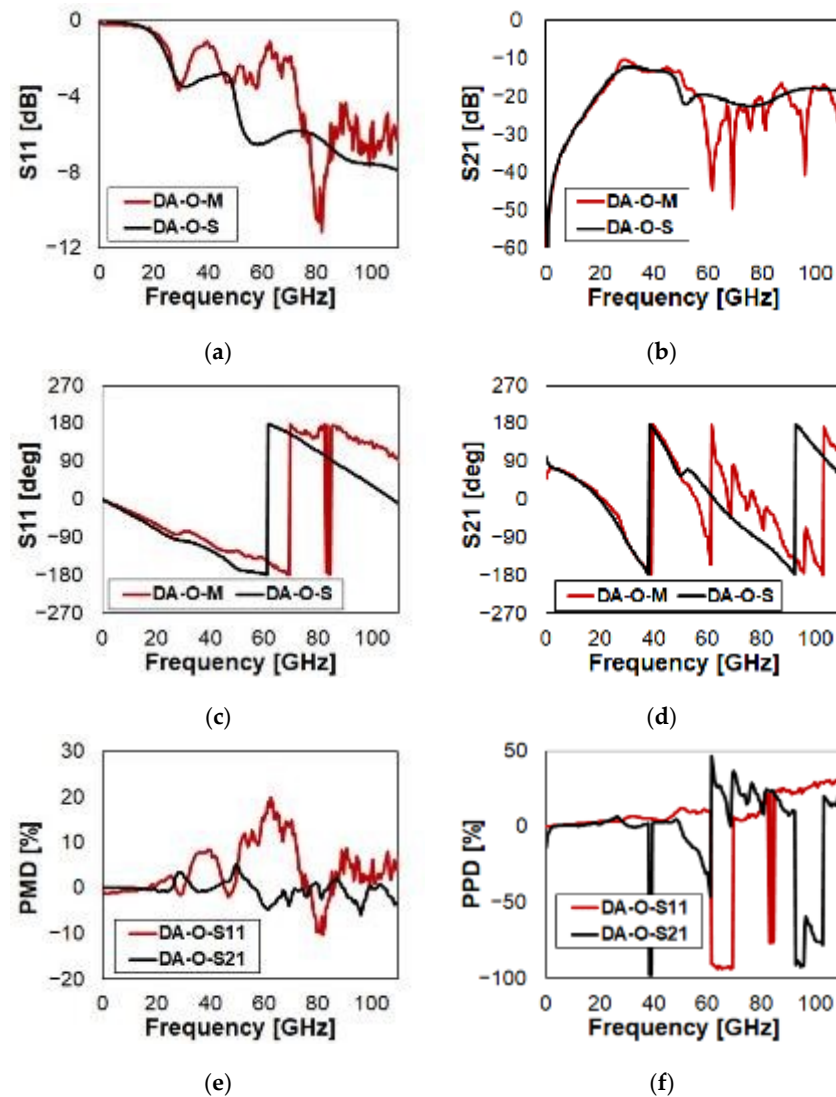 0
−4
−8
−12
S11 [dB]
DA-O-M
DA-O-S
0 20 40 60 80 100
Frequency [GHz]
(a)
0
−10
−20
−30
−40
−50
−60
S21 [dB]
DA-O-M
DA-O-S
0 20 40 60 80 100
Frequency [GHz]
(b)
270
180
90
0
−90
−180
−270
S11 [deg]
DA-O-M DA-O-S
0 20 40 60 80 100
Frequency [GHz]
(c)
270
180
90
0
−90
−180
−270
S21 [deg]
DA-O-M DA-O-S
0 20 40 60 80 100
Frequency [GHz]
(d)
30
20
10
0
−10
−20
PMD [%]
DA-O-S11
DA-O-S21
0 20 40 60 80 100
Frequency [GHz]
(e)
50
0
−50
−100
PPD [%]
DA-O-S11
DA-O-S21
0 20 40 60 80 100
Frequency [GHz]
(f)